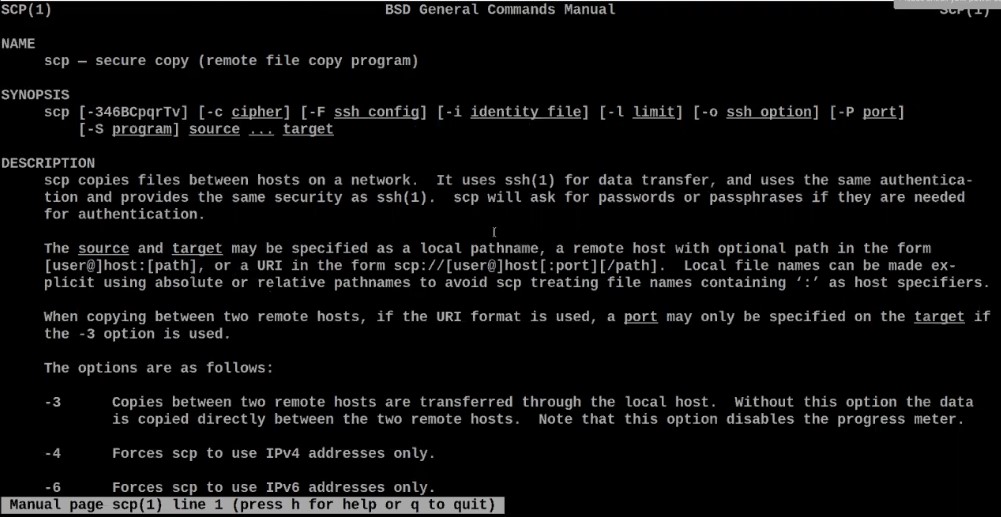 SCP(1) BSD General Commands Manual SCP(1)
NAME
scp — secure copy (remote file copy program)
SYNOPSIS
scp [-346BCpqrTv] [-c cipher] [-F ssh_config] [-i identity_file] [-l limit] [-o ssh_option] [-P port]
[-S program] source ... target
DESCRIPTION
scp copies files between hosts on a network.  It uses ssh(1) for data transfer, and uses the same authentica-
tion and provides the same security as ssh(1).  scp will ask for passwords or passphrases if they are needed
for authentication.
The source and target may be specified as a local pathname, a remote host with optional path in the form
[user@]host:[path], or a URI in the form scp://[user@]host[:port][/path].  Local file names can be made ex-
plicit using absolute or relative pathnames to avoid scp treating file names containing ‘:’ as host specifiers.
When copying between two remote hosts, if the URI format is used, a port may only be specified on the target if
the -3 option is used.
The options are as follows:
-3 Copies between two remote hosts are transferred through the local host.  Without this option the data
is copied directly between the two remote hosts.  Note that this option disables the progress meter.
-4 Forces scp to use IPv4 addresses only.
-6 Forces scp to use IPv6 addresses only.
Manual page scp(1) line 1 (press h for help or q to quit)